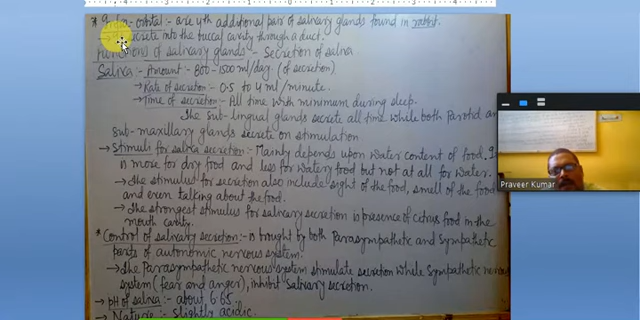 * Infra-orbital :- are 4th additional pair of salivary glands found in rabbit.
secrete into the buccal cavity through a duct.
Functions of salivary glands - Secretion of saliva
Saliva - Amount - 800 - 1500 ml/day (of secretion)
→ Rate of secretion - 0.5 to 4 ml/minute.
→ Time of secretion - All time with minimum during sleep.
The Sub-lingual glands secrete all time while both Parotid an
Sub-maxillary glands secrete on stimulation
→ Stimuli for saliva secretion :- Mainly depends upon water content of food. I
is more for dry food and less for watery food but not at all for water.
→ The stimulus for secretion also include sight of the food, smell of the food
and even talking about the food.
→ The strongest stimulus for salivary secretion is presence of citrus food in the
mouth cavity.
* Control of salivary secretion :- is brought by both Parasympathetic and Sympathetic
parts of autonomic nervous system.
→ The Parasympathetic nervous system stimulate secretion while Sympathetic nerv
system (fear and anger), inhibit Salivary secretion.
→ pH of saliva - about 6.65.
→ Nature - Slightly acidic.
Praveer Kumar